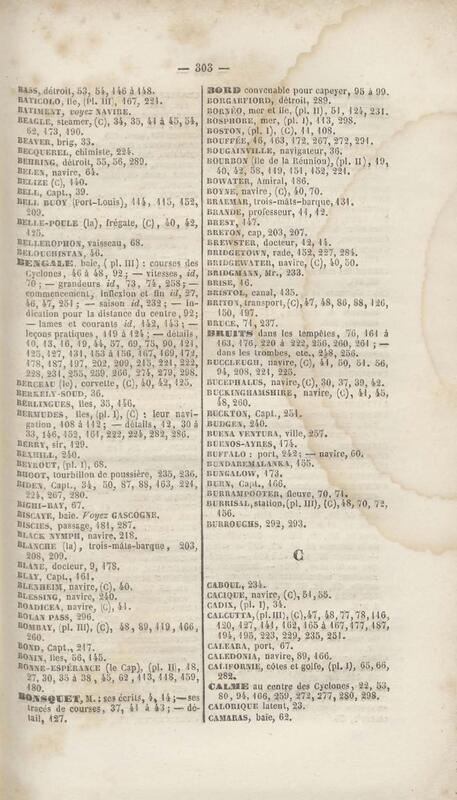 — 303 —
BASS, détroit, 53, 54, 146 à 148.
BATICOLO, île, (Pl. III), 167, 221.
BATIMENT, voyez NAVIRE.
BEAGLE, steamer, (C), 34, 35, 41 à 45, 54,
62, 173, 190.
BEAVER, brig, 33.
BECQUEREL, chimiste, 224.
BEHRING, détroit, 55, 56, 289.
BELEN, navire, 64.
BELIZE (C), 140.
BELL, Capt., 39.
BELL BUOY (Port-Louis), 114, 115, 152,
209.
BELLE-POULE (la), frégate, (C), 40, 42,
125.
BELLEROPHON, vaisseau, 68.
BELOUCHISTAN, 46.
BENGALE, baie, (pl. III) : courses des
Cyclones, 46 à 48, 92 ; — vitesses, id,
70 ; — grandeurs id, 73, 74, 258 ; —
commencement, inflexion et fin id, 27,
46, 47, 251 ; — saison id, 232 ; — in-
dication pour la distance du centre, 92;
— lames et courants id, 142, 143 ; —
leçons pratiques, 119 à 124 ; — détails,
10, 13, 16, 19, 44, 57, 69, 75, 90, 121,
125, 127, 131, 153 à 156, 167, 169, 172,
178, 187, 197, 202, 209, 215, 221, 222,
228, 231, 255, 259, 266, 274, 279, 298.
BERCEAU (le), corvette, (C), 40, 42, 125.
BERKELY-SOUD, 36.
BERLINGUES, îles, 35, 146.
BERMUDES, îles, (pl. I), (C) : leur navi-
gation, 108 à 112 ; — détails, 12, 30 à
33, 146, 152, 161, 222, 224, 282, 286.
BERRY, sir, 129.
BEXHILL, 240.
BEYROUT, (pl. I), 68.
BHOOT, tourbillon de poussière, 235, 236.
BIDEN, Capt., 34, 50, 87, 88, 163, 221,
224, 267, 280.
BIGHI-BAY, 67.
BISCAYE, baie. Voyez GASCOGNE.
BISCIES, passage, 181, 287.
BLACK NYMPH, navire, 218.
BLANCHE (la), trois-mâts-barque, 203,
208, 209.
BLANE, docteur, 9, 178.
BLAY, Capt., 161.
BLENHEIM, navire, (C), 40.
BLESSING, navire, 240.
BOADICEA, navire, (C), 41.
BOLAN PASS, 296.
BOMBAY, (pl. III), (C), 48, 89, 119, 166,
260.
BOND, Capt., 217.
BONIN, îles, 56, 145.
BONNE-ESPÉRANCE (le Cap), (pl. II), 18,
27, 30, 35 à 38, 45, 62, 113, 118, 159,
180.
BONSQUET, M. : ses écrits, 4, 14;—ses
tracés de courses, 37, 41 à 43 ; — dé-
tail, 127.
BORD convenable pour capeyer, 95 à 99.
BORGARFIORD, détroit, 289.
BORNÉO, mer et île, (pl. II), 51, 124, 231.
BOSPHORE, mer, (pl. I), 113, 298.
BOSTON, (pl. I), (C), 11, 108.
BOUFFÉE, 46, 163, 172, 267, 272, 291.
BOUGAINVILLE, navigateur, 36.
BOURBON (île de la Réunion), (pl. II), 19,
40, 42, 58, 119, 151, 152, 221.
BOWATER, Amiral, 186.
BOYNE, navire, (C), 40, 70.
BRAEMAR, trois-mâts-barque, 131.
BRANDE, professeur, 11, 12.
BREST, 147.
BRETON, cap, 203, 207.
BREWSTER, docteur, 12, 14.
BRIDGETOWN, rade, 152, 227, 284.
BRIDGEWATER, navire, (C), 40, 50.
BRIDGMANN, Mr., 233.
BRISE, 16.
BRISTOL, canal, 135.
BRITON, transport, (C), 47, 48, 86, 88, 126,
150, 497.
BRUCE, 71, 237.
BRUITS dans les tempêtes, 76, 161 à
163, 176, 220 à 222, 256, 260, 261 ; —
dans les trombes, etc., 248, 256.
BUCCLEUGH, navire, (C), 41, 50, 51, 56,
94, 208, 221, 225.
BUCEPHALUS, navire, (C), 30, 37, 39, 42.
BUCKINGHAMSHIRE, navire, (C), 44, 45,
48, 260.
BUCKTON, Capt., 251.
BUDGEN, 240.
BUENA VENTURA, ville, 257.
BUENOS-AYRES, 174.
BUFFALO : port, 242; — navire, 60.
BUNDAREMALANKA, 155.
BUNGALOW, 173.
BURN, Capt., 166.
BURRAMPOOTER, fleuve, 70, 71.
BURRISAL, station, (pl. III), (C), 48, 70, 72,
156.
BURROUGHS, 292, 293.
C
CABOUL, 234.
CACIQUE, navire, (C), 51, 55.
CADIX, (pl. I), 34.
CALCUTTA, (pl. III), (C), 47, 48, 77, 78, 116,
120, 127, 141, 162, 165 à 167, 177, 187,
194, 195, 223, 229, 235, 251.
CALEARA, port, 67.
CALEDONIA, navire, 89, 166.
CALIFORNIE, côtes et golfe, (pl. I), 65, 66,
282.
CALME au centre des Cyclones, 22, 53,
80, 94, 166, 259, 272, 277, 280, 298.
CALORIQUE latent, 23.
CAMARAS, baie, 62.